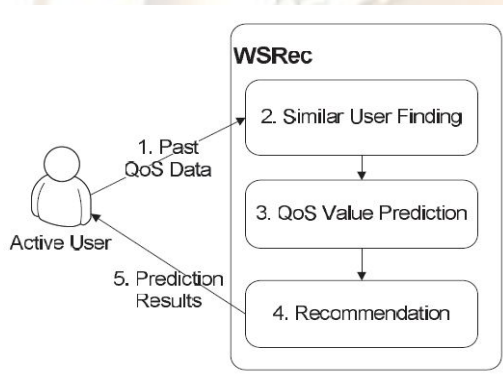 WSRec
2. Similar User Finding
1. Past
QoS Data
3. QoS Value Prediction
Active User
5. Prediction
Results
4. Recommendation